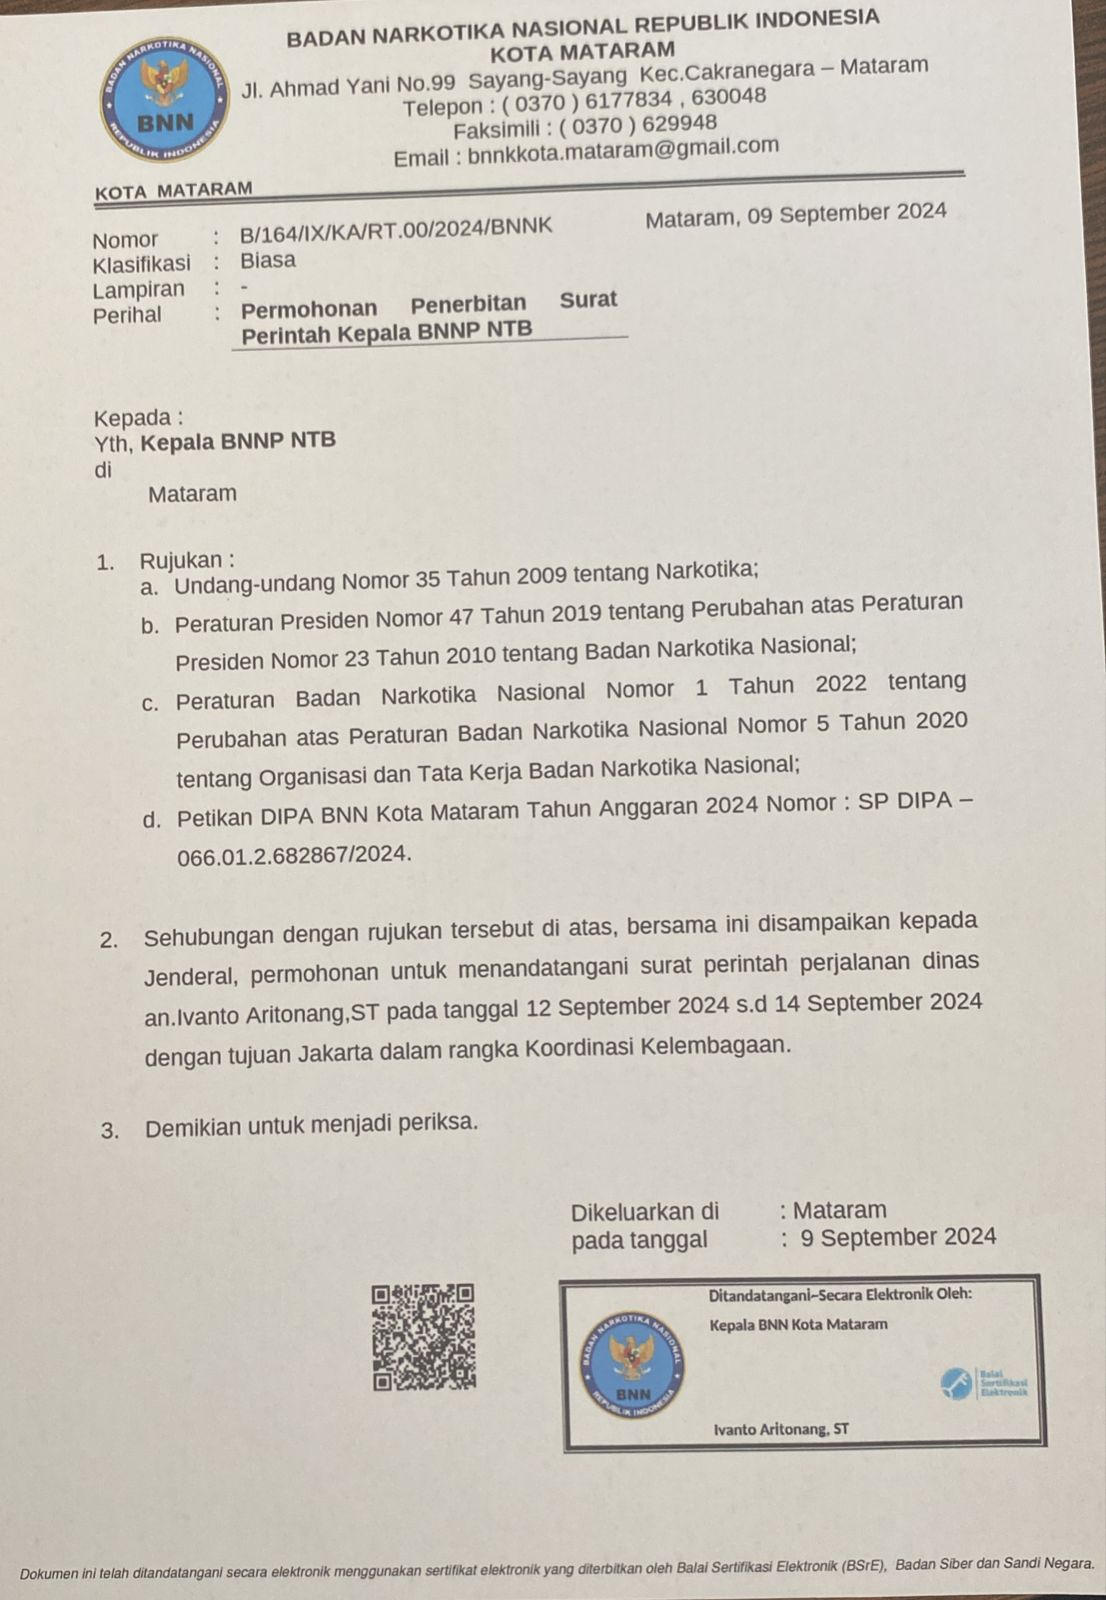 BADAN NARKOTIKA NASIONAL REPUBLIK INDONESIA
KOTA MATARAM
Jl. Ahmad Yani No.99 Sayang-Sayang Kec.Cakranegara – Mataram
Telepon : ( 0370 ) 6177834 , 630048
Faksimili : ( 0370 ) 629948
Email : bnnkkota.mataram@gmail.com
BADAN NARKOTIKA NASIONAL
BNN
REPUBLIK INDONESIA
KOTA MATARAM
Mataram, 09 September 2024
Nomor : B/164/IX/KA/RT.00/2024/BNNK
Klasifikasi : Biasa
Lampiran : -
Perihal : Permohonan Penerbitan Surat
Perintah Kepala BNNP NTB
Kepada :
Yth, Kepala BNNP NTB
di
Mataram
1. Rujukan :
a. Undang-undang Nomor 35 Tahun 2009 tentang Narkotika;
b. Peraturan Presiden Nomor 47 Tahun 2019 tentang Perubahan atas Peraturan
Presiden Nomor 23 Tahun 2010 tentang Badan Narkotika Nasional;
c. Peraturan Badan Narkotika Nasional Nomor 1 Tahun 2022 tentang
Perubahan atas Peraturan Badan Narkotika Nasional Nomor 5 Tahun 2020
tentang Organisasi dan Tata Kerja Badan Narkotika Nasional;
d. Petikan DIPA BNN Kota Mataram Tahun Anggaran 2024 Nomor : SP DIPA –
066.01.2.682867/2024.
2. Sehubungan dengan rujukan tersebut di atas, bersama ini disampaikan kepada
Jenderal, permohonan untuk menandatangani surat perintah perjalanan dinas
an.Ivanto Aritonang,ST pada tanggal 12 September 2024 s.d 14 September 2024
dengan tujuan Jakarta dalam rangka Koordinasi Kelembagaan.
3. Demikian untuk menjadi periksa.
Dikeluarkan di : Mataram
pada tanggal : 9 September 2024
Ditandatangani~Secara Elektronik Oleh:
Kepala BNN Kota Mataram
BADAN NARKOTIKA NASIONAL
BNN
REPUBLIK INDONESIA
Balai
Sertifikasi
Elektronik
Ivanto Aritonang, ST
Dokumen ini telah ditandatangani secara elektronik menggunakan sertifikat elektronik yang diterbitkan oleh Balai Sertifikasi Elektronik (BSrE), Badan Siber dan Sandi Negara.